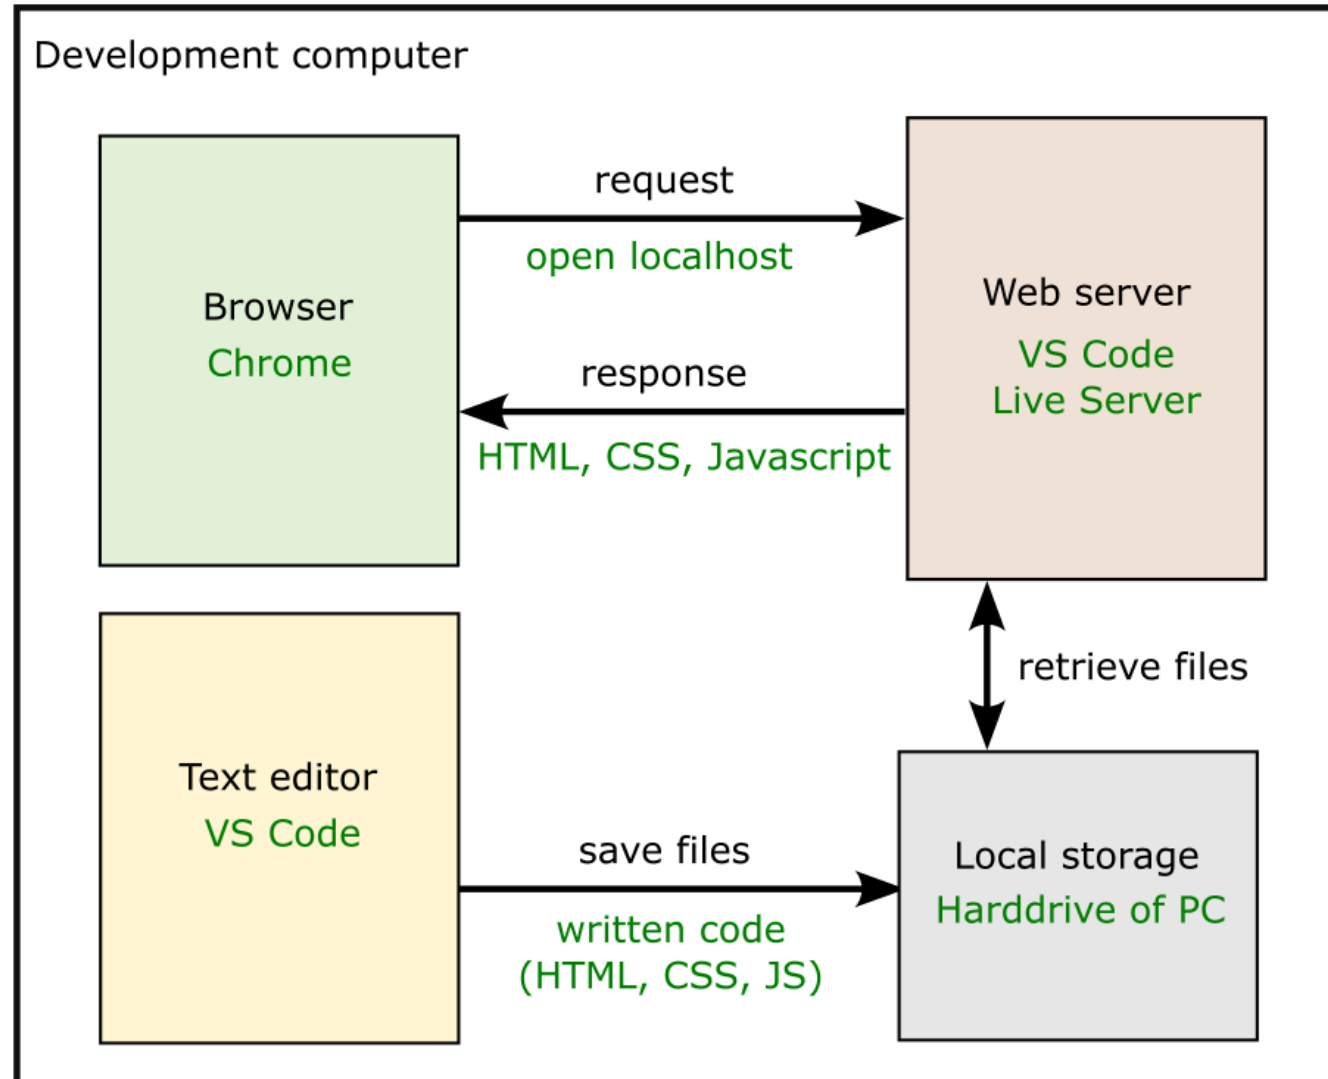 Development computer
request
open localhost
Browser
Chrome
Web server
VS Code
Live Server
response
HTML, CSS, Javascript
retrieve files
Text editor
VS Code
save files
written code
(HTML, CSS, JS)
Local storage
Harddrive of PC